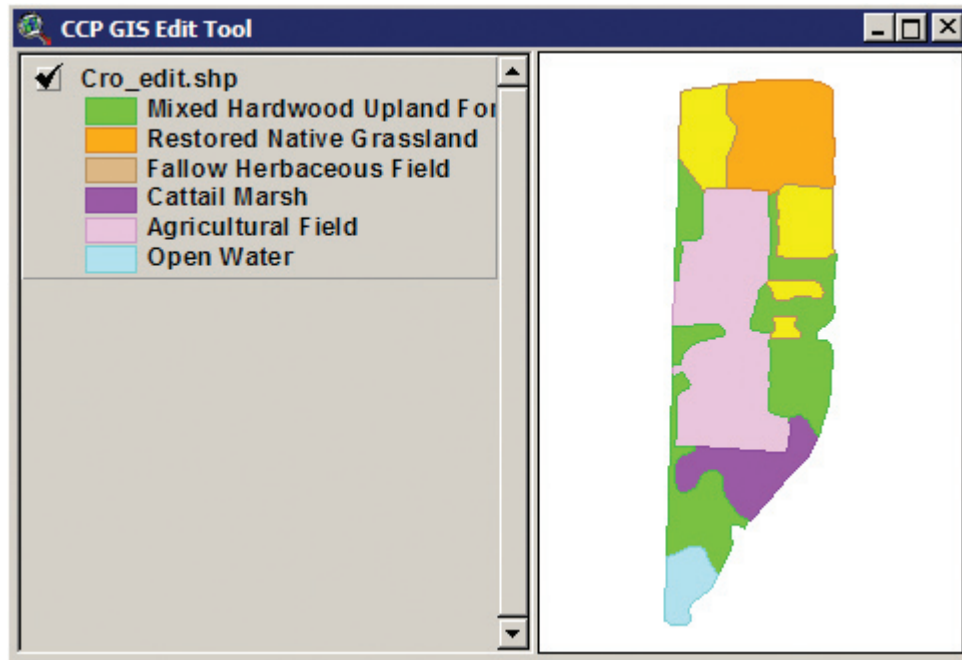 CCP GIS Edit Tool
Cro_edit.shp
Mixed Hardwood Upland For
Restored Native Grassland
Fallow Herbaceous Field
Cattail Marsh
Agricultural Field
Open Water